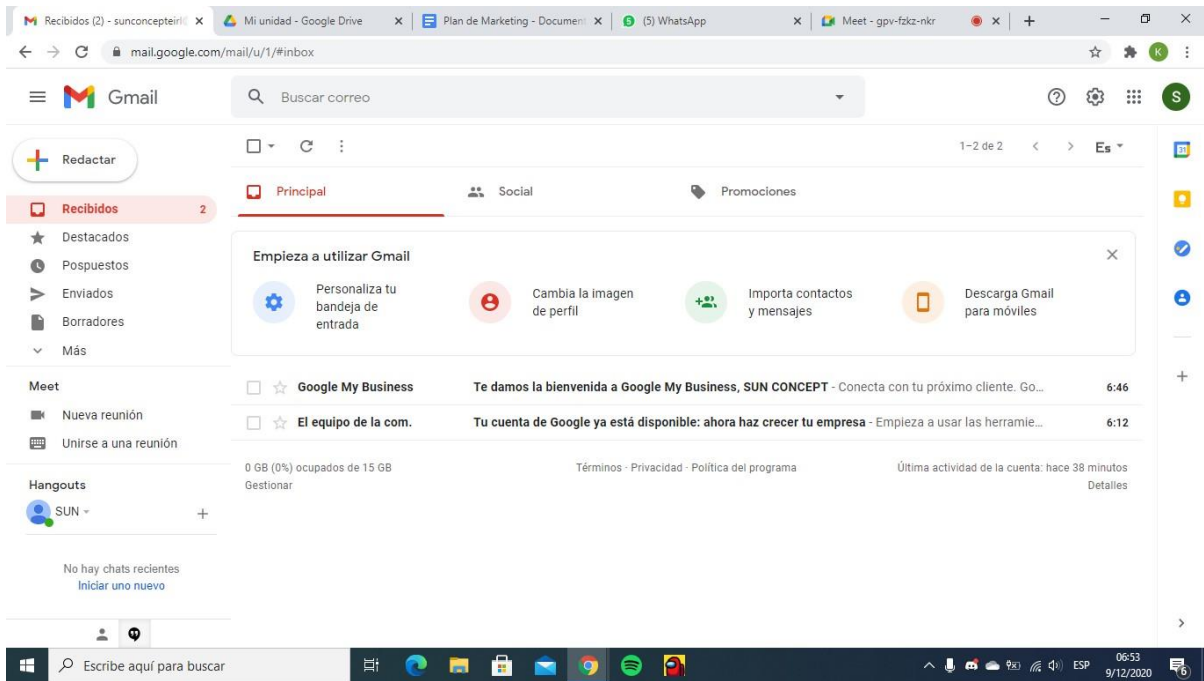 Recibidos (2) - sunconcepteirl
Mi unidad - Google Drive
Plan de Marketing - Document
(5) WhatsApp
Meet - gpv-fzkz-nkr
mail.google.com/mail/u/1/#inbox
K
Gmail
Buscar correo
S
Redactar
1–2 de 2
Es
31
Principal
Social
Promociones
Recibidos 2
Destacados
Pospuestos
Enviados
Borradores
Más
Empieza a utilizar Gmail
Personaliza tu
bandeja de
entrada
Cambia la imagen
de perfil
Importa contactos
y mensajes
Descarga Gmail
para móviles
Google My Business Te damos la bienvenida a Google My Business, SUN CONCEPT - Conecta con tu próximo cliente. Go... 6:46
El equipo de la com. Tu cuenta de Google ya está disponible: ahora haz crecer tu empresa - Empieza a usar las herramie... 6:12
Meet
Nueva reunión
Unirse a una reunión
0 GB (0%) ocupados de 15 GB
Gestionar
Términos · Privacidad · Política del programa
Última actividad de la cuenta: hace 38 minutos
Detalles
Hangouts
SUN
No hay chats recientes
Iniciar uno nuevo
Escribe aquí para buscar
ESP
06:53
9/12/2020
6